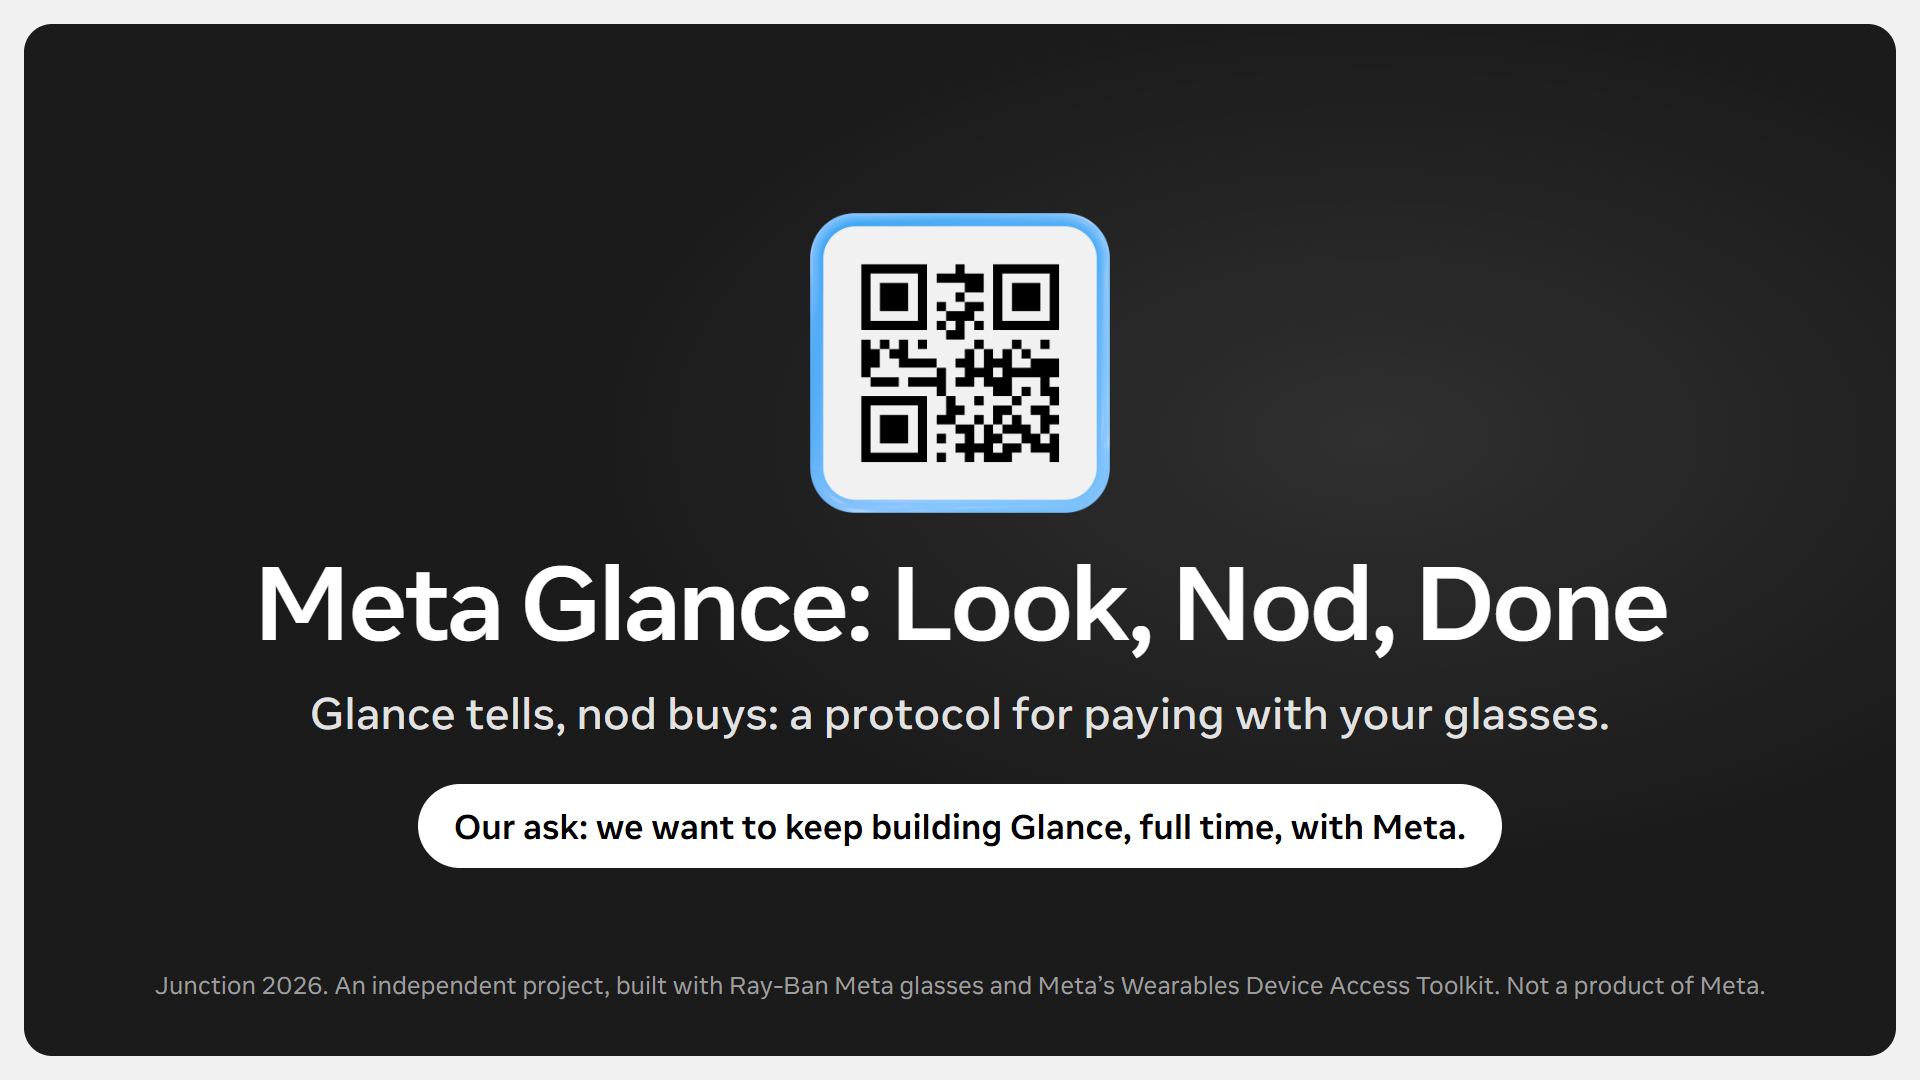 Meta Glance: Look, Nod, Done
Glance tells, nod buys: a protocol for paying with your glasses.
Our ask: we want to keep building Glance, full time, with Meta.
Junction 2026. An independent project, built with Ray-Ban Meta glasses and Meta’s Wearables Device Access Toolkit. Not a product of Meta.